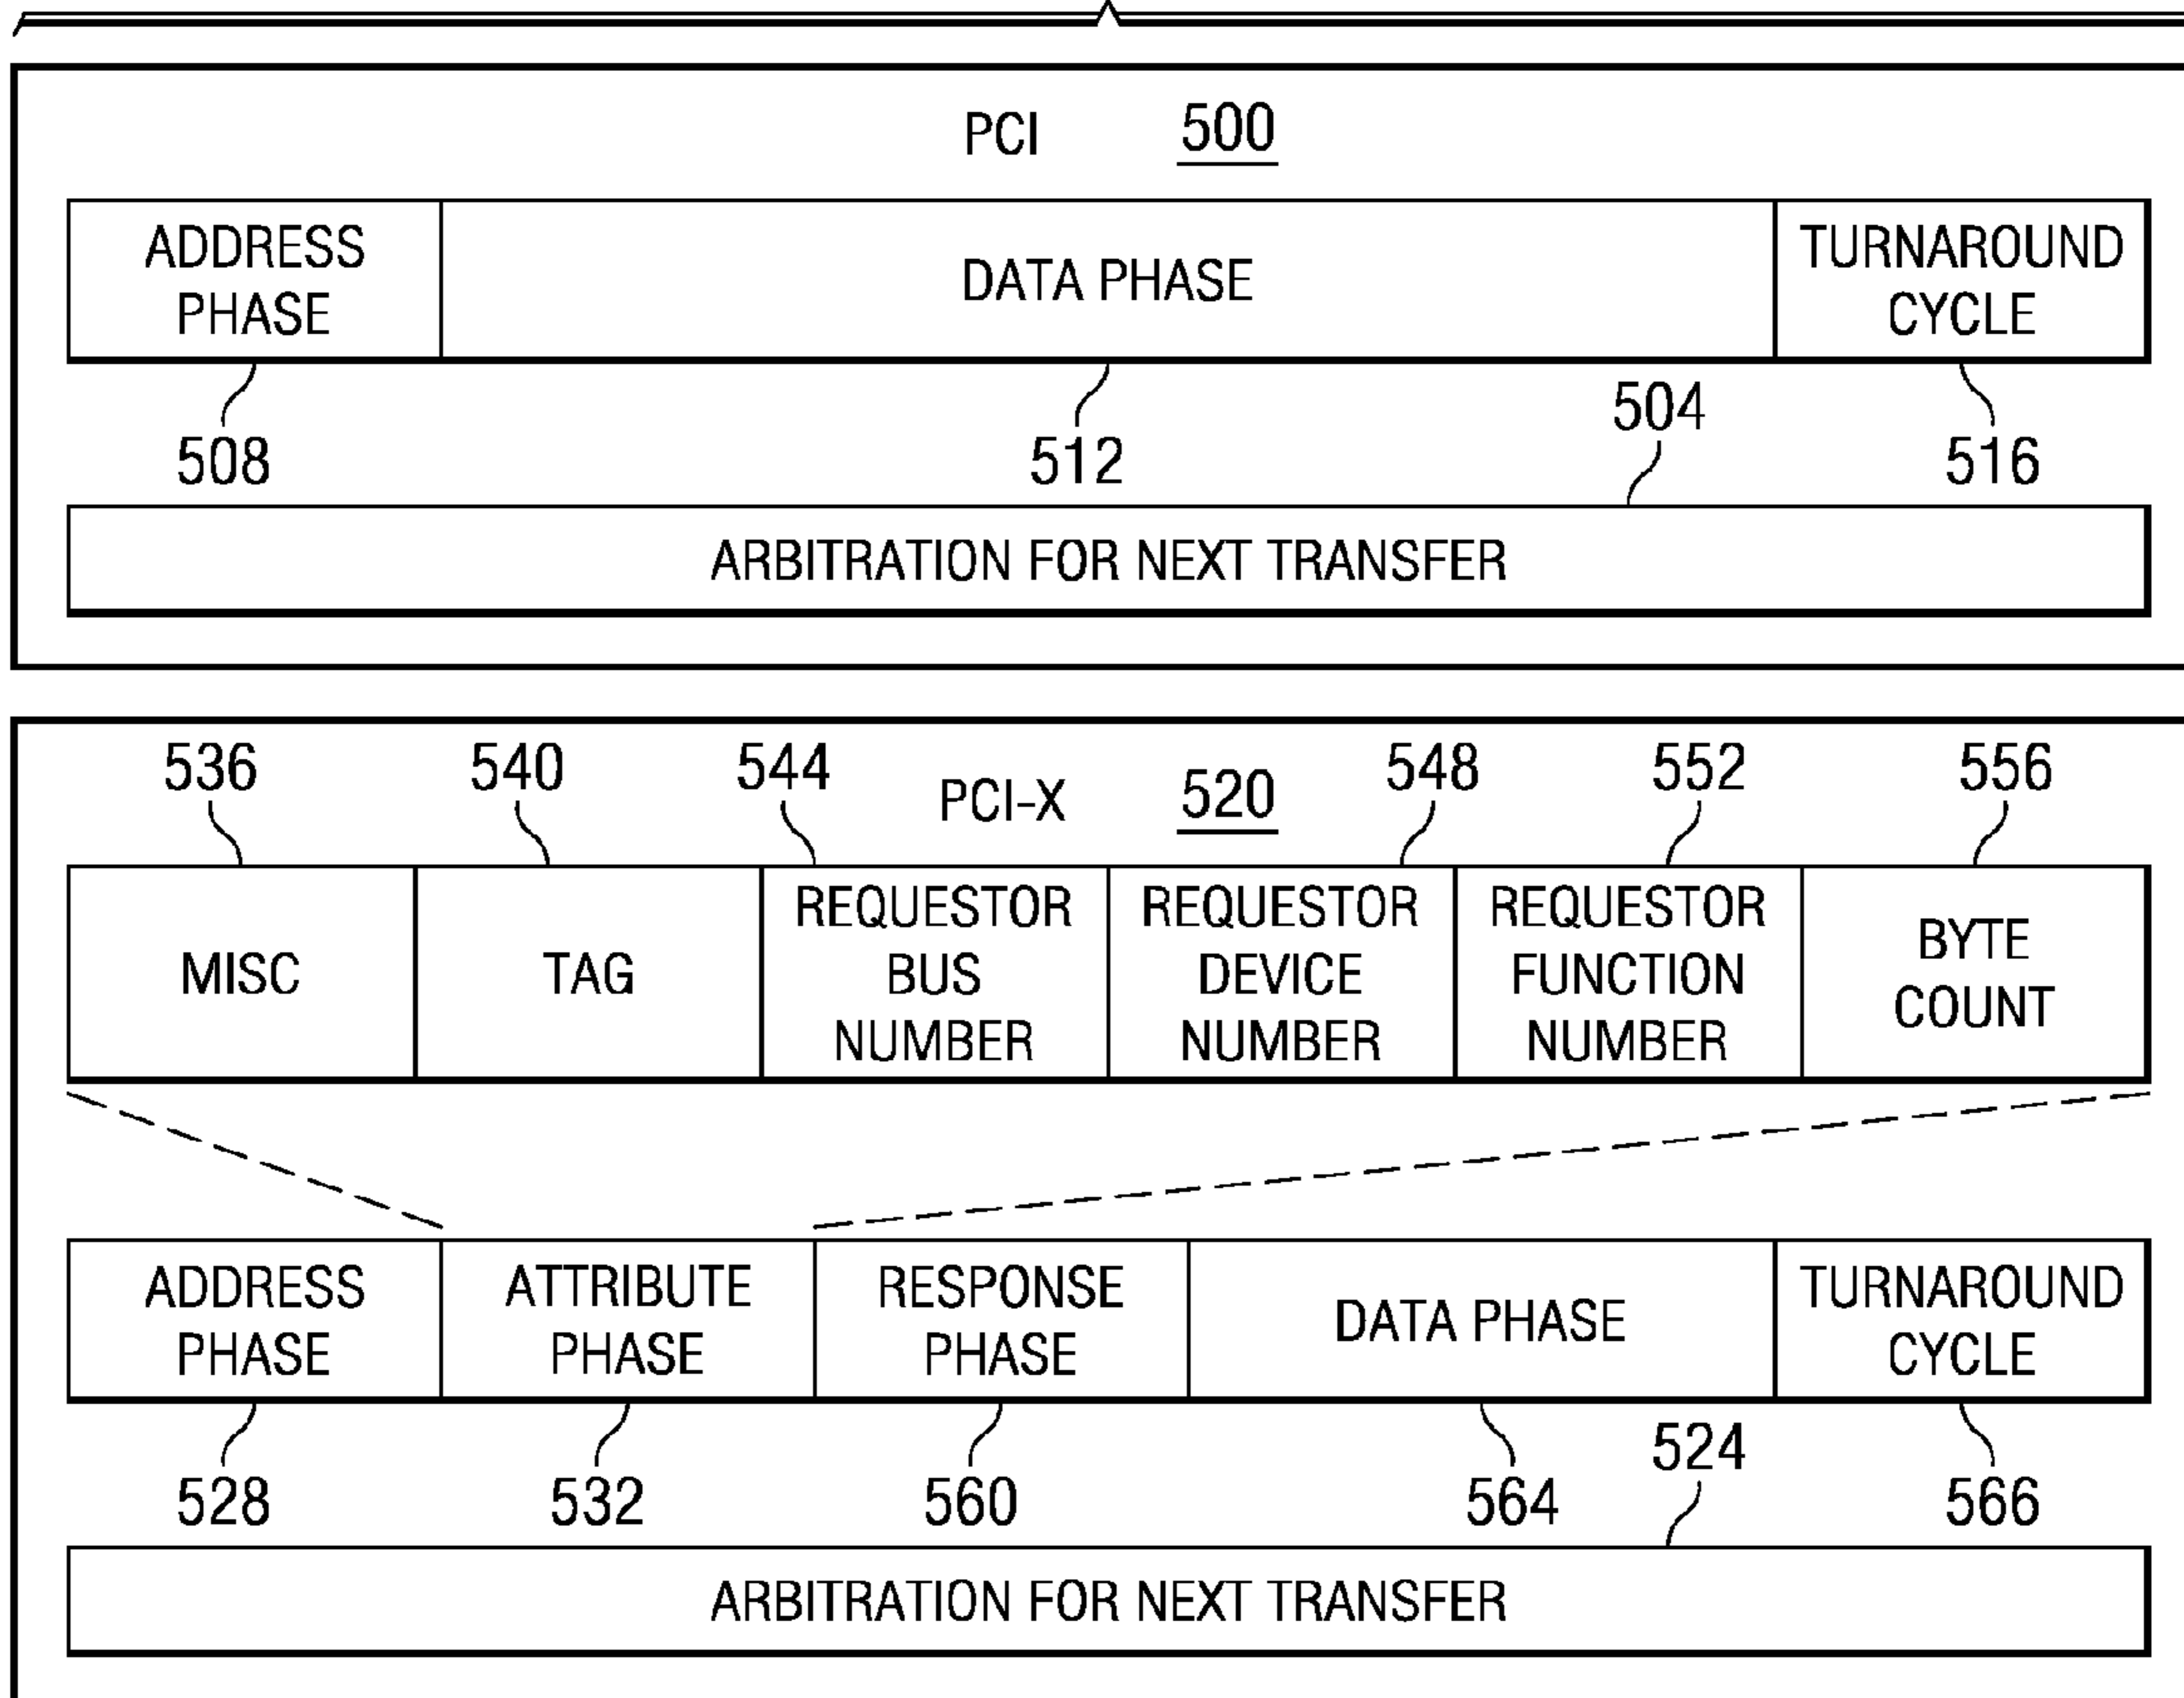 PCI 500
ADDRESS
PHASE
DATA PHASE
TURNAROUND
CYCLE
508
512
504
516
ARBITRATION FOR NEXT TRANSFER
536
540
544
PCI-X 520
548
552
556
MISC
TAG
REQUESTOR
BUS
NUMBER
REQUESTOR
DEVICE
NUMBER
REQUESTOR
FUNCTION
NUMBER
BYTE
COUNT
ADDRESS
PHASE
ATTRIBUTE
PHASE
RESPONSE
PHASE
DATA PHASE
TURNAROUND
CYCLE
528
532
560
564
524
566
ARBITRATION FOR NEXT TRANSFER